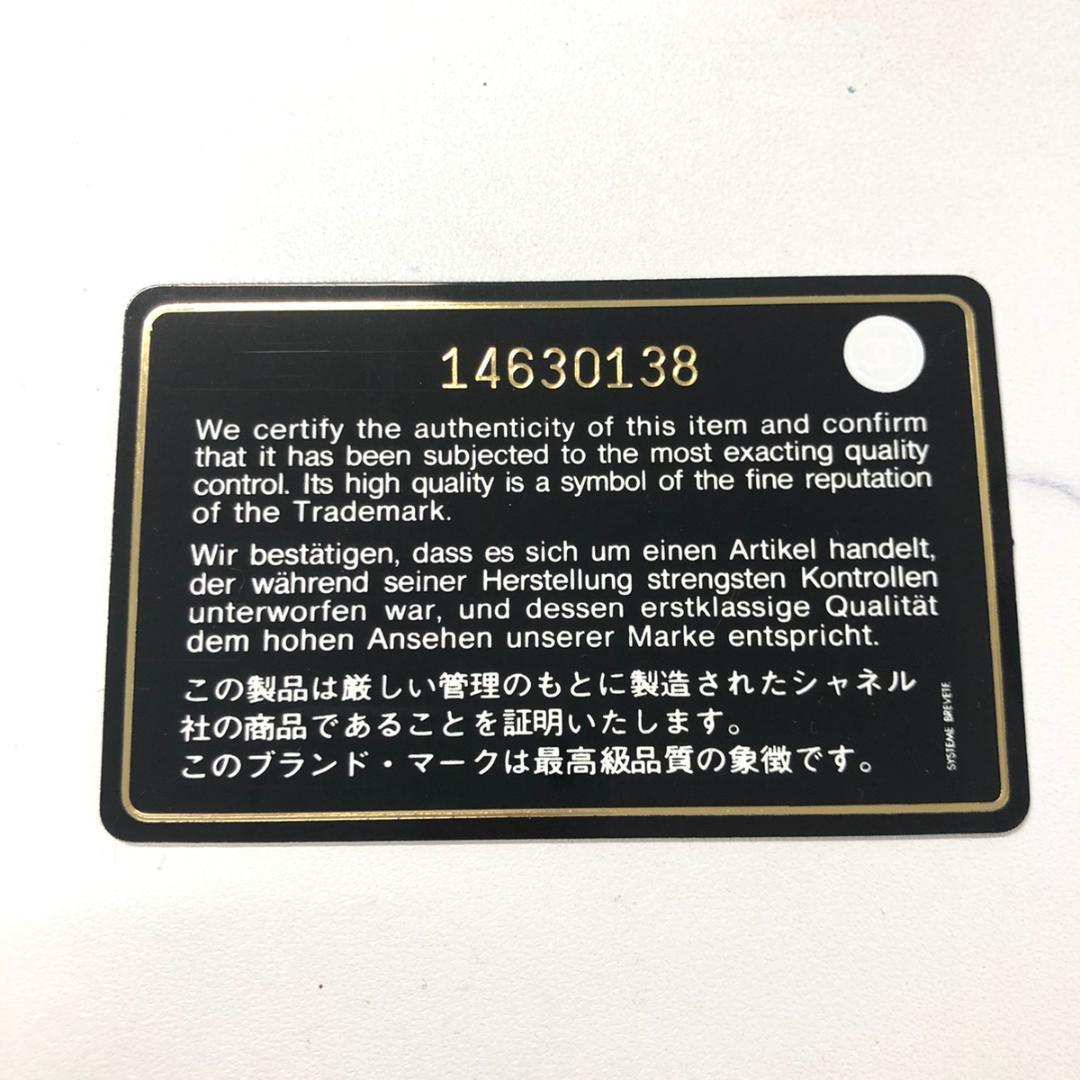 14630138
We certify the authenticity of this item and confirm
that it has been subjected to the most exacting quality
control. Its high quality is a symbol of the fine reputation
of the Trademark.
Wir bestätigen, dass es sich um einen Artikel handelt,
der während seiner Herstellung strengsten Kontrollen
unterworfen war, und dessen erstklassige Qualität
dem hohen Ansehen unserer Marke entspricht.
この製品は厳しい管理のもとに製造されたシャネル
社の商品であることを証明いたします。
このブランド・マークは最高級品質の象徴です。
SYSTEME BREVETE